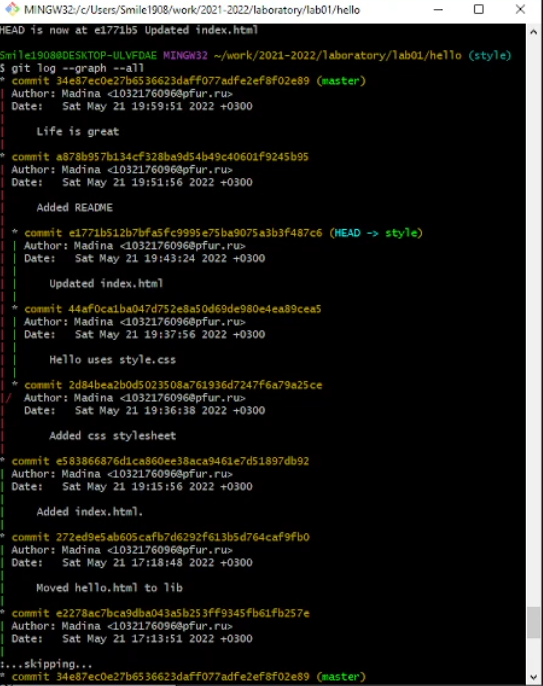 MINGW32:/c/Users/Smile1908/work/2021-2022/laboratory/lab01/hello
HEAD is now at e1771b5 Updated index.html
Smile1908@DESKTOP-ULVFDAE MINGW32 ~/work/2021-2022/laboratory/lab01/hello (style)
$ git log --graph --all
* commit 34e87ec0e27b6536623daff077adfe2ef8f02e89 (master)
| Author: Madina <1032176096@pfur.ru>
| Date:   Sat May 21 19:59:51 2022 +0300
|
|     Life is great
|
* commit a878b957b134cf328ba9d54b49c40601f9245b95
| Author: Madina <1032176096@pfur.ru>
| Date:   Sat May 21 19:51:56 2022 +0300
|
|     Added README
|
| * commit e1771b512b7bfa5fc9995e75ba9075a3b3f487c6 (HEAD -> style)
| | Author: Madina <1032176096@pfur.ru>
| | Date:   Sat May 21 19:43:24 2022 +0300
| |
| |     Updated index.html
| |
| * commit 44af0ca1ba047d752e8a50d69de980e4ea89cea5
| | Author: Madina <1032176096@pfur.ru>
| | Date:   Sat May 21 19:37:56 2022 +0300
| |
| |     Hello uses style.css
| |
| * commit 2d84bea2b0d5023508a761936d7247f6a79a25ce
|/  Author: Madina <1032176096@pfur.ru>
|   Date:   Sat May 21 19:36:38 2022 +0300
|
|       Added css stylesheet
|
* commit e583866876d1ca860ee38aca9461e7d51897db92
| Author: Madina <1032176096@pfur.ru>
| Date:   Sat May 21 19:15:56 2022 +0300
|
|     Added index.html.
|
* commit 272ed9e5ab605cafb7d6292f613b5d764caf9fb0
| Author: Madina <1032176096@pfur.ru>
| Date:   Sat May 21 17:18:48 2022 +0300
|
|     Moved hello.html to lib
|
* commit e2278ac7bca9dba043a5b253ff9345fb61fb257e
| Author: Madina <1032176096@pfur.ru>
| Date:   Sat May 21 17:13:51 2022 +0300
|
:...skipping...
* commit 34e87ec0e27b6536623daff077adfe2ef8f02e89 (master)